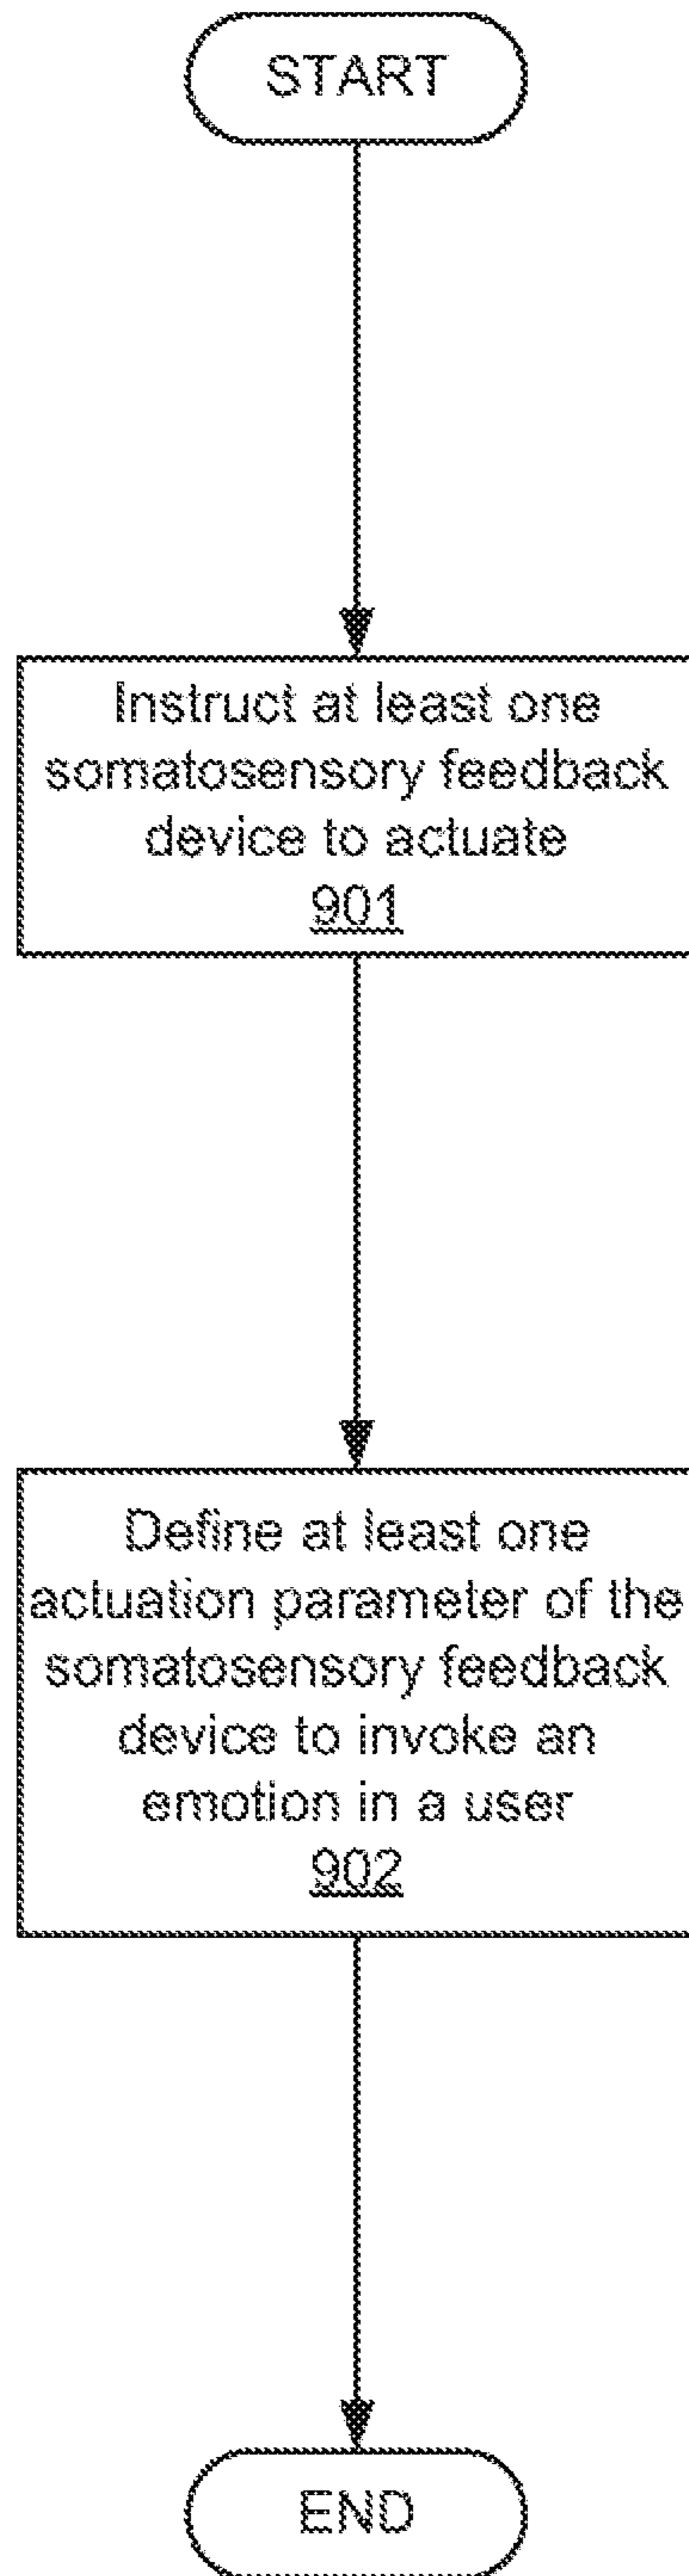 START
Instruct at least one
somatosensory feedback
device to actuate
901
Define at least one
actuation parameter of the
somatosensory feedback
device to invoke an
emotion in a user
902
END